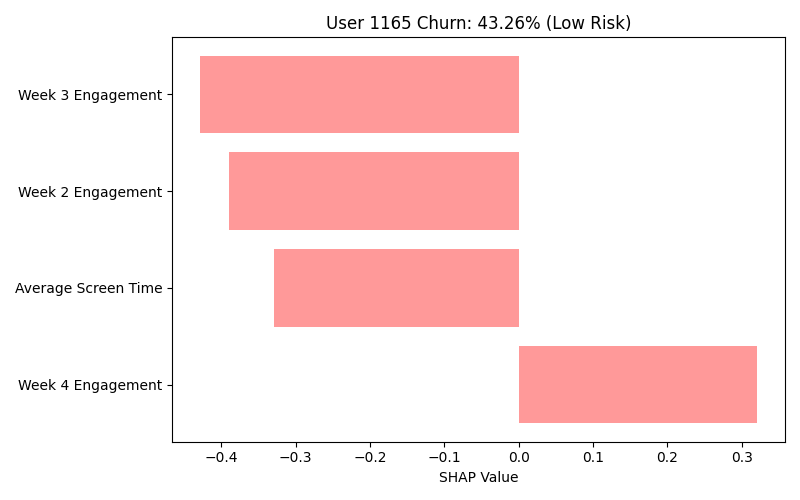 User 1165 Churn: 43.26% (Low Risk)
Week 3 Engagement
Week 2 Engagement
Average Screen Time
Week 4 Engagement
−0.4 −0.3 −0.2 −0.1 0.0 0.1 0.2 0.3
SHAP Value